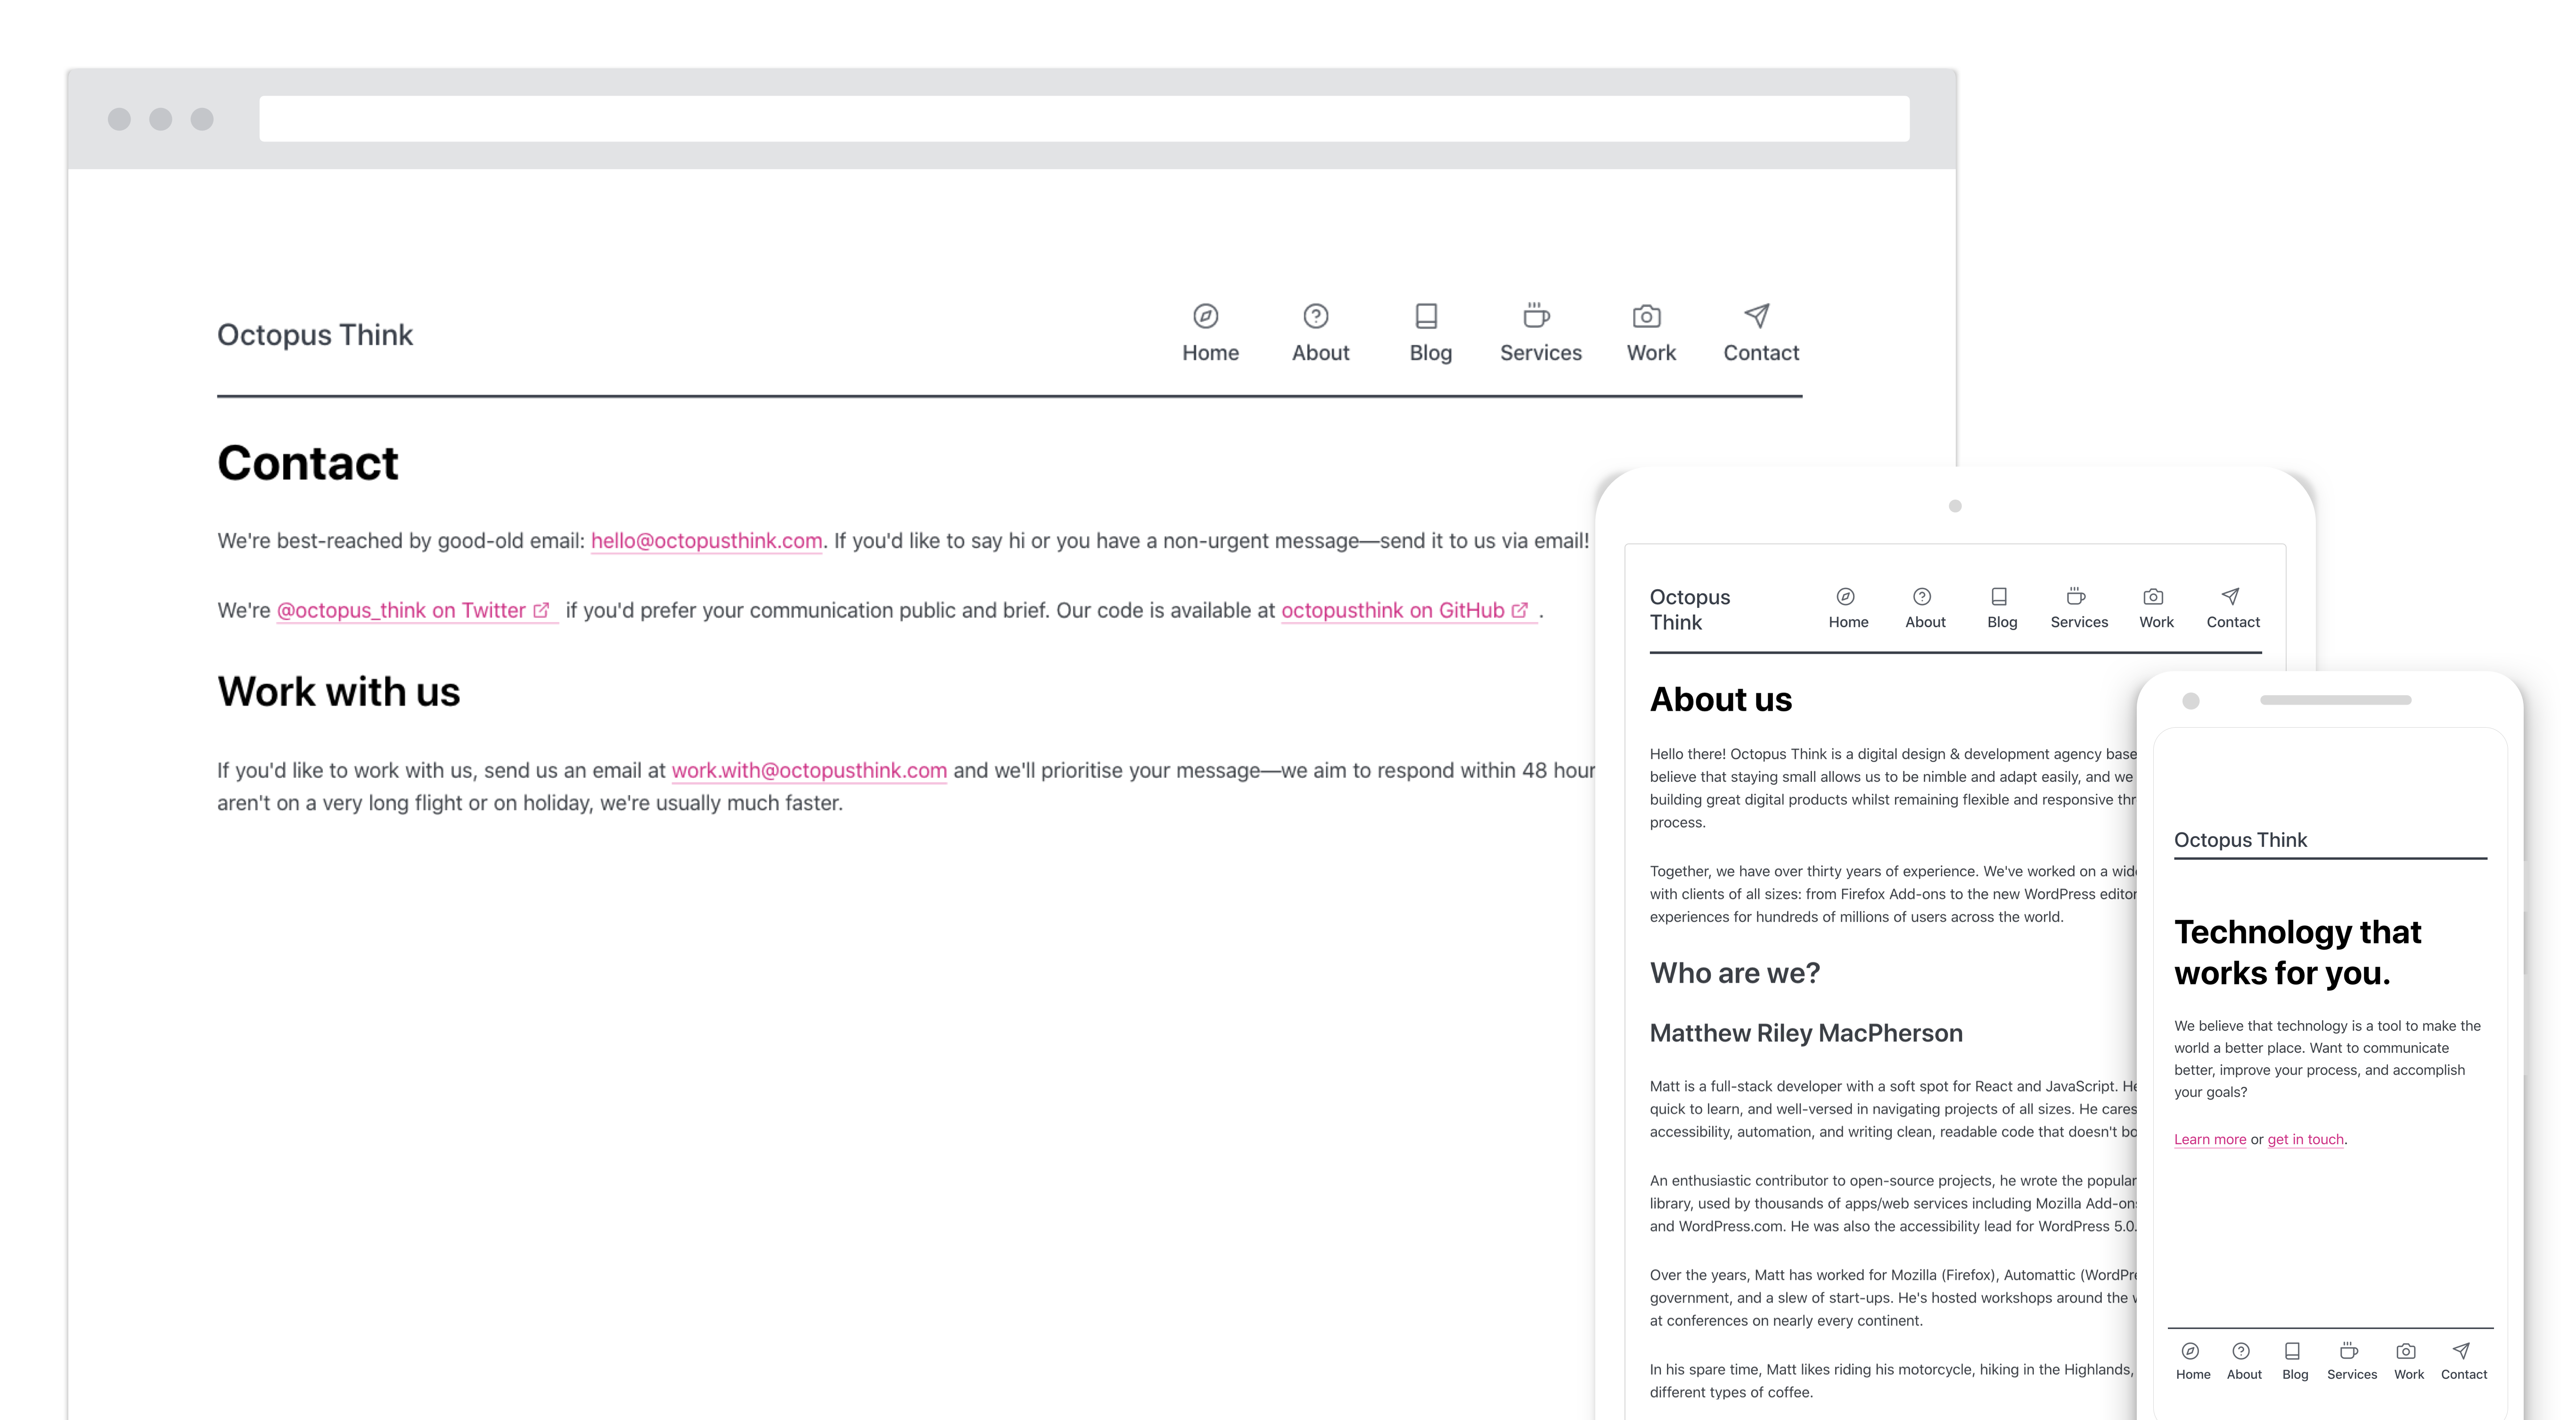 Octopus Think
Home About Blog Services Work Contact
Contact
We're best-reached by good-old email: hello@octopusthink.com. If you'd like to say hi or you have a non-urgent message—send it to us via email!
We're @octopus_think on Twitter if you'd prefer your communication public and brief. Our code is available at octopusthink on GitHub .
Work with us
If you'd like to work with us, send us an email at work.with@octopusthink.com and we'll prioritise your message—we aim to respond within 48 hour
aren't on a very long flight or on holiday, we're usually much faster.
Octopus
Think
Home About Blog Services Work Contact
About us
Hello there! Octopus Think is a digital design & development agency base
believe that staying small allows us to be nimble and adapt easily, and we
building great digital products whilst remaining flexible and responsive thr
process.
Together, we have over thirty years of experience. We've worked on a wide
with clients of all sizes: from Firefox Add-ons to the new WordPress editor
experiences for hundreds of millions of users across the world.
Who are we?
Matthew Riley MacPherson
Matt is a full-stack developer with a soft spot for React and JavaScript. He
quick to learn, and well-versed in navigating projects of all sizes. He cares
accessibility, automation, and writing clean, readable code that doesn't bo
An enthusiastic contributor to open-source projects, he wrote the popular
library, used by thousands of apps/web services including Mozilla Add-on
and WordPress.com. He was also the accessibility lead for WordPress 5.0.
Over the years, Matt has worked for Mozilla (Firefox), Automattic (WordPre
government, and a slew of start-ups. He's hosted workshops around the w
at conferences on nearly every continent.
In his spare time, Matt likes riding his motorcycle, hiking in the Highlands,
different types of coffee.
Octopus Think
Technology that
works for you.
We believe that technology is a tool to make the
world a better place. Want to communicate
better, improve your process, and accomplish
your goals?
Learn more or get in touch.
Home About Blog Services Work Contact